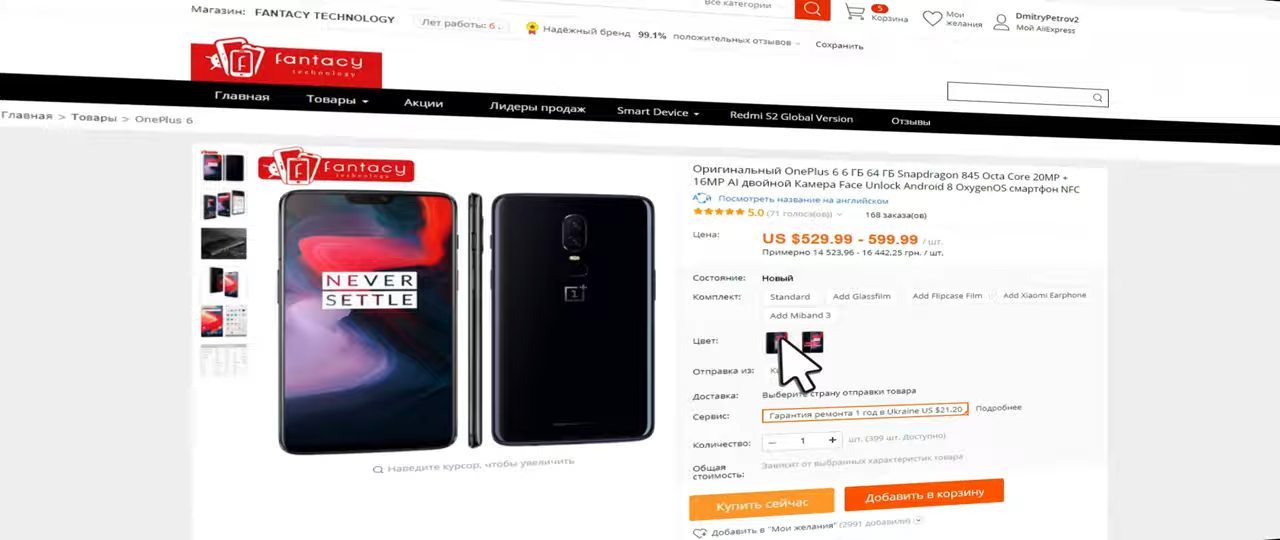 Все категории
Магазин: FANTACY TECHNOLOGY
Лет работы: 6
Надёжный бренд 99.1% положительных отзывов
Сохранить
5
Корзина
Мои желания
DmitryPetrov2
Мой AliExpress
fantacy
technology
Главная
Товары
Акции
Лидеры продаж
Smart Device
Redmi S2 Global Version
Отзывы
Главная > Товары > OnePlus 6
fantacy
technology
NEVER
SETTLE
Наведите курсор, чтобы увеличить
Оригинальный OnePlus 6 6 ГБ 64 ГБ Snapdragon 845 Octa Core 20MP +
16MP AI двойной Камера Face Unlock Android 8 OxygenOS смартфон NFC
Посмотреть название на английском
5.0 (71 голоса(ов)) 168 заказа(ов)
Цена:
US $529.99 - 599.99 / шт.
Примерно 14 523,96 - 16 442.25 грн. / шт.
Состояние: Новый
Комплект: Standard Add Glassfilm Add Flipcase Film Add Xiaomi Earphone
Add Miband 3
Цвет:
Отправка из:
Доставка: Выберите страну отправки товара
Сервис: Гарантия ремонта 1 год в Ukraine US $21.20 Подробнее
Количество: 1 шт. (399 шт. Доступно)
Общая
стоимость:
Зависит от выбранных характеристик товара
Купить сейчас
Добавить в корзину
Добавить в "Мои желания" (2991 добавили)